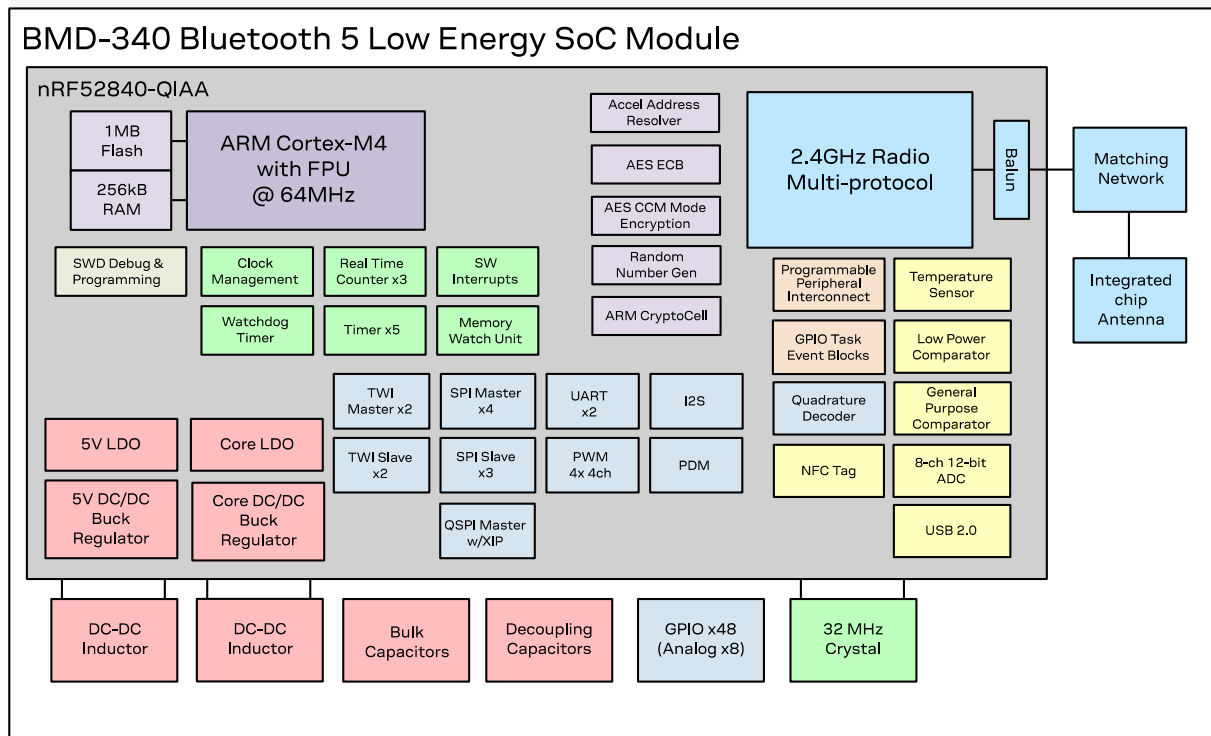 BMD-340 Bluetooth 5 Low Energy SoC Module
nRF52840-QIAA
1MB
Flash
256kB
RAM
ARM Cortex-M4
with FPU
@ 64MHz
Accel Address
Resolver
AES ECB
AES CCM Mode
Encryption
Random
Number Gen
ARM CryptoCell
2.4GHz Radio
Multi-protocol
Balun
Matching
Network
Integrated
chip
Antenna
SWD Debug &
Programming
Clock
Management
Real Time
Counter x3
SW
Interrupts
Watchdog
Timer
Timer x5
Memory
Watch Unit
Programmable
Peripheral
Interconnect
Temperature
Sensor
GPIO Task
Event Blocks
Low Power
Comparator
Quadrature
Decoder
General
Purpose
Comparator
NFC Tag
8-ch 12-bit
ADC
USB 2.0
TWI
Master x2
SPI Master
x4
UART
x2
I2S
TWI Slave
x2
SPI Slave
x3
PWM
4x 4ch
PDM
QSPI Master
w/XIP
5V LDO
Core LDO
5V DC/DC
Buck
Regulator
Core DC/DC
Buck
Regulator
DC-DC
Inductor
DC-DC
Inductor
Bulk
Capacitors
Decoupling
Capacitors
GPIO x48
(Analog x8)
32 MHz
Crystal